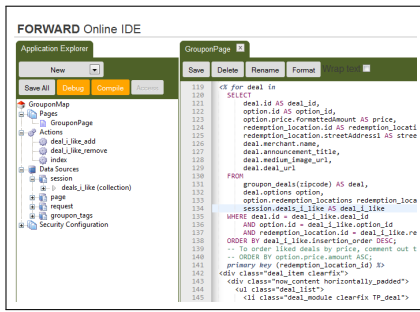 FORWARD Online IDE
Application Explorer
New
Save All Debug Compile Account
GrouponMap
Pages
GrouponPage
Actions
deal_i_like_add
deal_i_like_remove
index
Data Sources
session
deals_i_like (collection)
page
request
groupon_tags
Security Configuration
GrouponPage
Save Delete Rename Format Wrap text
119 <% for deal in
120 SELECT
121 deal.id AS deal_id,
122 option.id AS option_id,
123 option.price.FormattedAmount AS price,
124 redemption_location.id AS redemption_locati
125 redemption_location.streetAddress1 AS stree
126 deal.merchant.name,
127 deal.announcement_title,
128 deal.medium_image_url,
129 deal.deal_url
130 FROM
131 groupon_deals(zipcode) AS deal,
132 deal.options option,
133 option.redemption_locations redemption_loca
134 session.deals_i_like AS deal_i_like
135 WHERE deal.id = deal_i_like.deal_id
136 AND option.id = deal_i_like.option_id
137 AND redemption_location.id = deal_i_like.re
138 ORDER BY deal_i_like.insertion_order DESC;
139 -- To order liked deals by price, comment out t
140 -- ORDER BY option.price.amount ASC;
141 primary key (redemption_location_id) %>
142 <div class="deal_item clearfix">
143 <div class="now_content horizontally_padded">
144 <ul class="deal_list">
145 <li class="deal_module clearfix TP_deal">